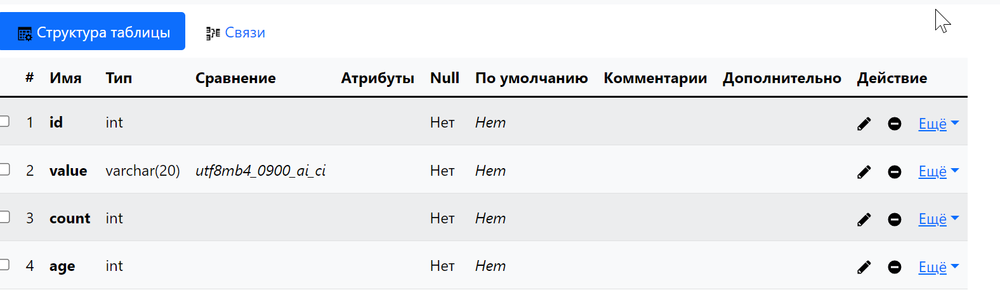 Структура таблицы Связи
# Имя Тип Сравнение Атрибуты Null По умолчанию Комментарии Дополнительно Действие
1 id int Нет Нет Ещё
2 value varchar(20) utf8mb4_0900_ai_ci Нет Нет Ещё
3 count int Нет Нет Ещё
4 age int Нет Нет Ещё